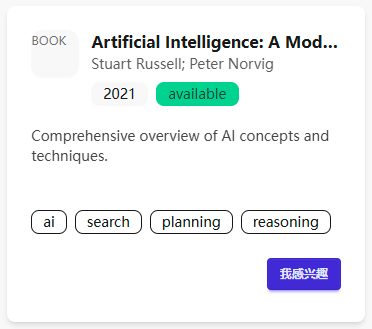 BOOK
Artificial Intelligence: A Mod...
Stuart Russell; Peter Norvig
2021 available
Comprehensive overview of AI concepts and
techniques.
ai search planning reasoning
我感兴趣